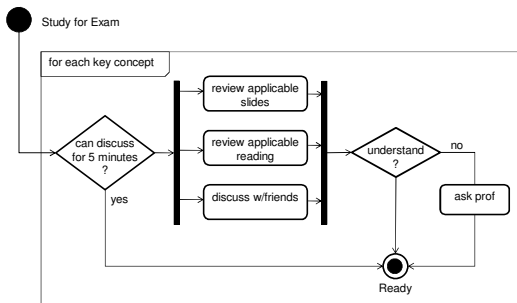 Study for Exam
for each key concept
can discuss
for 5 minutes
?
yes
review applicable
slides
review applicable
reading
discuss w/friends
understand
?
no
ask prof
Ready